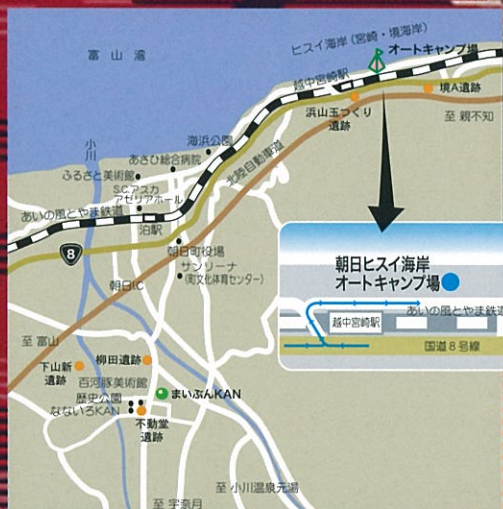 ヒスイ海岸 (宮崎・境海岸)
オートキャンプ場
富山湾
越中宮崎駅
境A遺跡
浜山玉つくり
遺跡
至 親不知
小川
海浜公園
北陸自動車道
あさひ総合病院
ふるさと美術館
S.C.アスカ
アゼリアホール
あいの風とやま鉄道
泊駅
8
朝日町役場
サンリーナ
(町文化体育センター)
朝日I.C
朝日ヒスイ海岸
オートキャンプ場
あいの風とやま鉄道
越中宮崎駅
国道8号線
至 富山
下山新
遺跡
柳田遺跡
百河豚美術館
歴史公園
なないろKAN
まいぶんKAN
不動堂
遺跡
至 小川温泉元湯
至 宇奈月